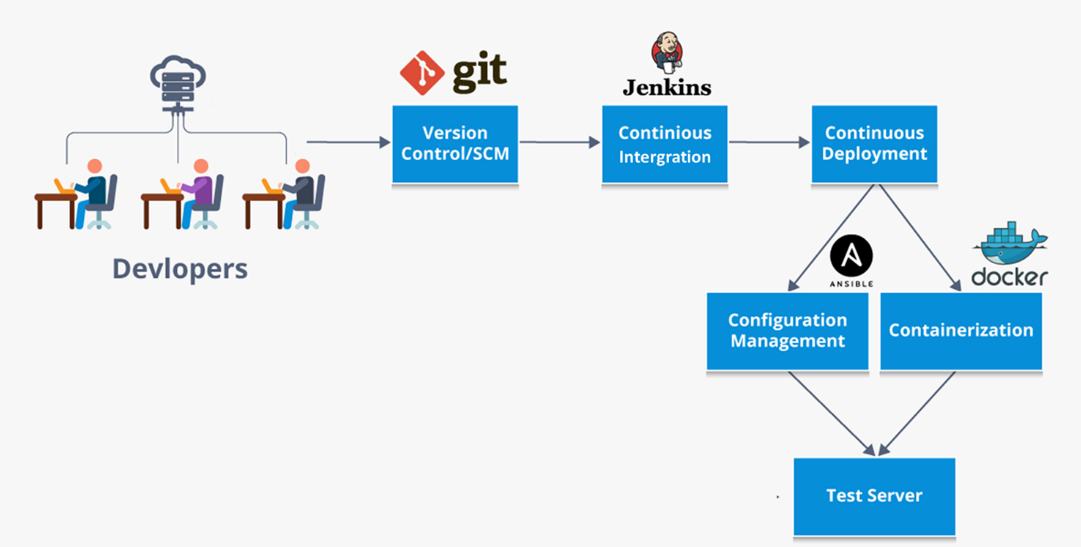 git
Jenkins
Version
Control/SCM
Continious
Intergration
Continuous
Deployment
Devlopers
ANSIBLE
docker
Configuration
Management
Containerization
Test Server